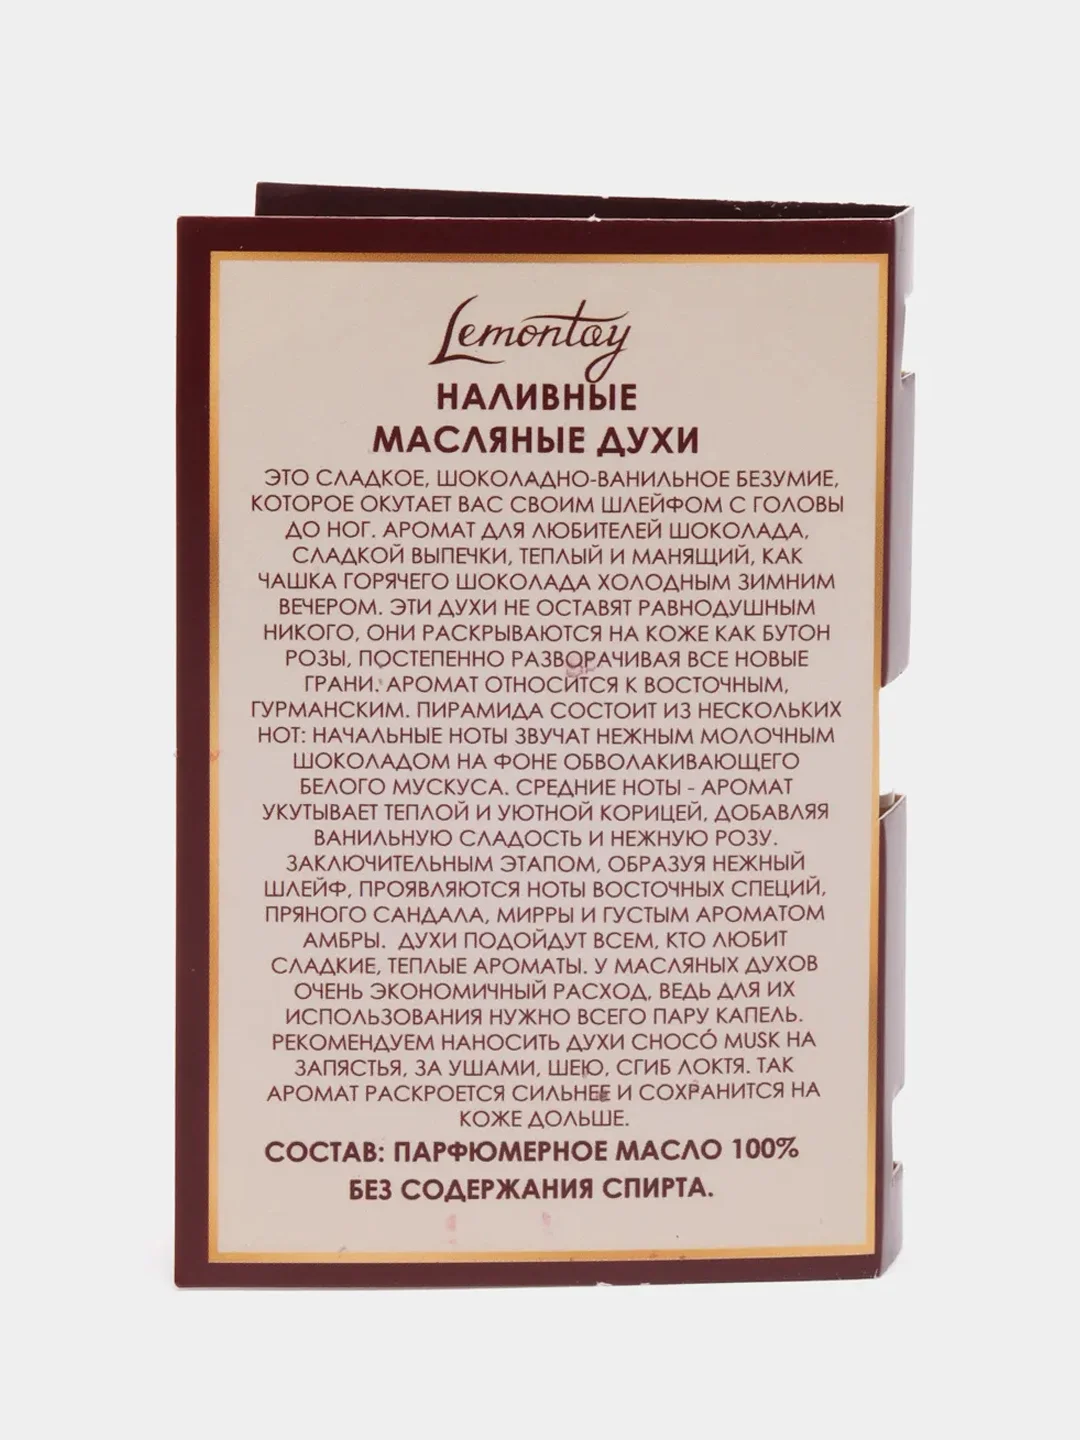 Lemontay
НАЛИВНЫЕ
МАСЛЯНЫЕ ДУХИ
ЭТО СЛАДКОЕ, ШОКОЛАДНО-ВАНИЛЬНОЕ БЕЗУМИЕ,
КОТОРОЕ ОКУТАЕТ ВАС СВОИМ ШЛЕЙФОМ С ГОЛОВЫ
ДО НОГ. АРОМАТ ДЛЯ ЛЮБИТЕЛЕЙ ШОКОЛАДА,
СЛАДКОЙ ВЫПЕЧКИ, ТЕПЛЫЙ И МАНЯЩИЙ, КАК
ЧАШКА ГОРЯЧЕГО ШОКОЛАДА ХОЛОДНЫМ ЗИМНИМ
ВЕЧЕРОМ. ЭТИ ДУХИ НЕ ОСТАВЯТ РАВНОДУШНЫМ
НИКОГО, ОНИ РАСКРЫВАЮТСЯ НА КОЖЕ КАК БУТОН
РОЗЫ, ПОСТЕПЕННО РАЗВОРАЧИВАЯ ВСЕ НОВЫЕ
ГРАНИ. АРОМАТ ОТНОСИТСЯ К ВОСТОЧНЫМ,
ГУРМАНСКИМ. ПИРАМИДА СОСТОИТ ИЗ НЕСКОЛЬКИХ
НОТ: НАЧАЛЬНЫЕ НОТЫ ЗВУЧАТ НЕЖНЫМ МОЛОЧНЫМ
ШОКОЛАДОМ НА ФОНЕ ОБВОЛАКИВАЮЩЕГО
БЕЛОГО МУСКУСА. СРЕДНИЕ НОТЫ - АРОМАТ
УКУТЫВАЕТ ТЕПЛОЙ И УЮТНОЙ КОРИЦЕЙ, ДОБАВЛЯЯ
ВАНИЛЬНУЮ СЛАДОСТЬ И НЕЖНУЮ РОЗУ.
ЗАКЛЮЧИТЕЛЬНЫМ ЭТАПОМ, ОБРАЗУЯ НЕЖНЫЙ
ШЛЕЙФ, ПРОЯВЛЯЮТСЯ НОТЫ ВОСТОЧНЫХ СПЕЦИЙ,
ПРЯНОГО САНДАЛА, МИРРЫ И ГУСТЫМ АРОМАТОМ
АМБРЫ. ДУХИ ПОДОЙДУТ ВСЕМ, КТО ЛЮБИТ
СЛАДКИЕ, ТЕПЛЫЕ АРОМАТЫ. У МАСЛЯНЫХ ДУХОВ
ОЧЕНЬ ЭКОНОМИЧНЫЙ РАСХОД, ВЕДЬ ДЛЯ ИХ
ИСПОЛЬЗОВАНИЯ НУЖНО ВСЕГО ПАРУ КАПЕЛЬ.
РЕКОМЕНДУЕМ НАНОСИТЬ ДУХИ CHOCÓ MUSK НА
ЗАПЯСТЬЯ, ЗА УШАМИ, ШЕЮ, СГИБ ЛОКТЯ. ТАК
АРОМАТ РАСКРОЕТСЯ СИЛЬНЕЕ И СОХРАНИТСЯ НА
КОЖЕ ДОЛЬШЕ.
СОСТАВ: ПАРФЮМЕРНОЕ МАСЛО 100%
БЕЗ СОДЕРЖАНИЯ СПИРТА.